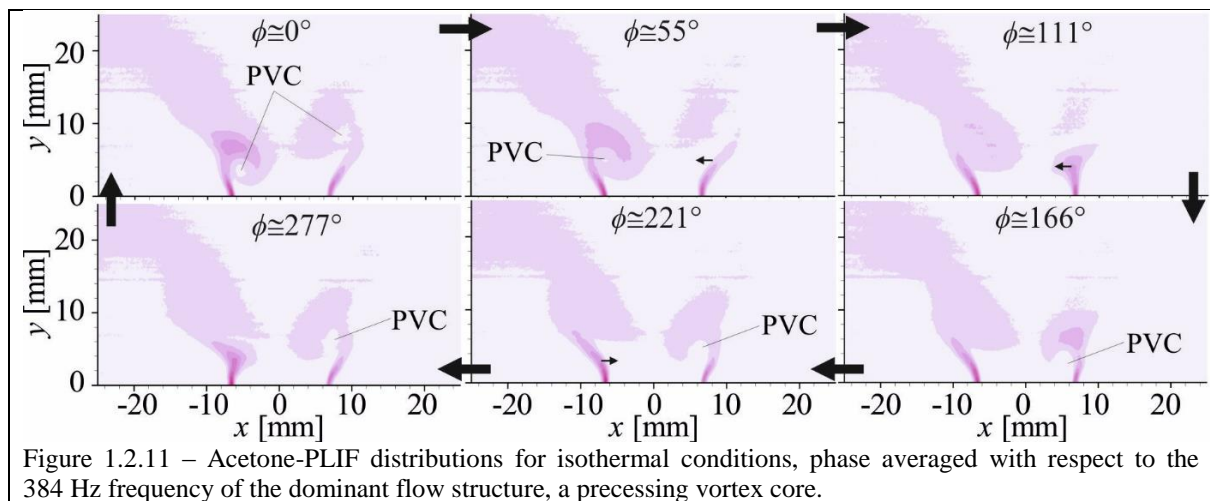 ϕ≅0°
ϕ≅55°
ϕ≅111°
PVC
PVC
20
10
0
y [mm]
ϕ≅277°
ϕ≅221°
ϕ≅166°
PVC
PVC
PVC
20
10
0
y [mm]
-20 -10 0 10 20 -20 -10 0 10 20 -20 -10 0 10 20
x [mm] x [mm] x [mm]
Figure 1.2.11 – Acetone-PLIF distributions for isothermal conditions, phase averaged with respect to the
384 Hz frequency of the dominant flow structure, a precessing vortex core.